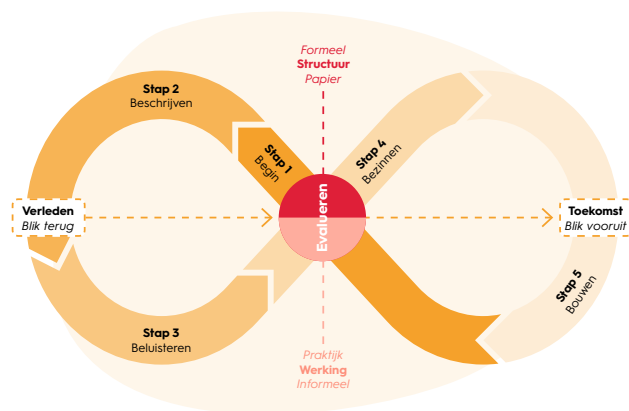 Formeel
Structuur
Papier
Stap 2
Beschrijven
Stap 1
Begin
Stap 4
Bezinnen
Verleden
Blik terug
Evalueren
Toekomst
Blik vooruit
Stap 3
Beluisteren
Stap 5
Bouwen
Praktijk
Werking
Informeel